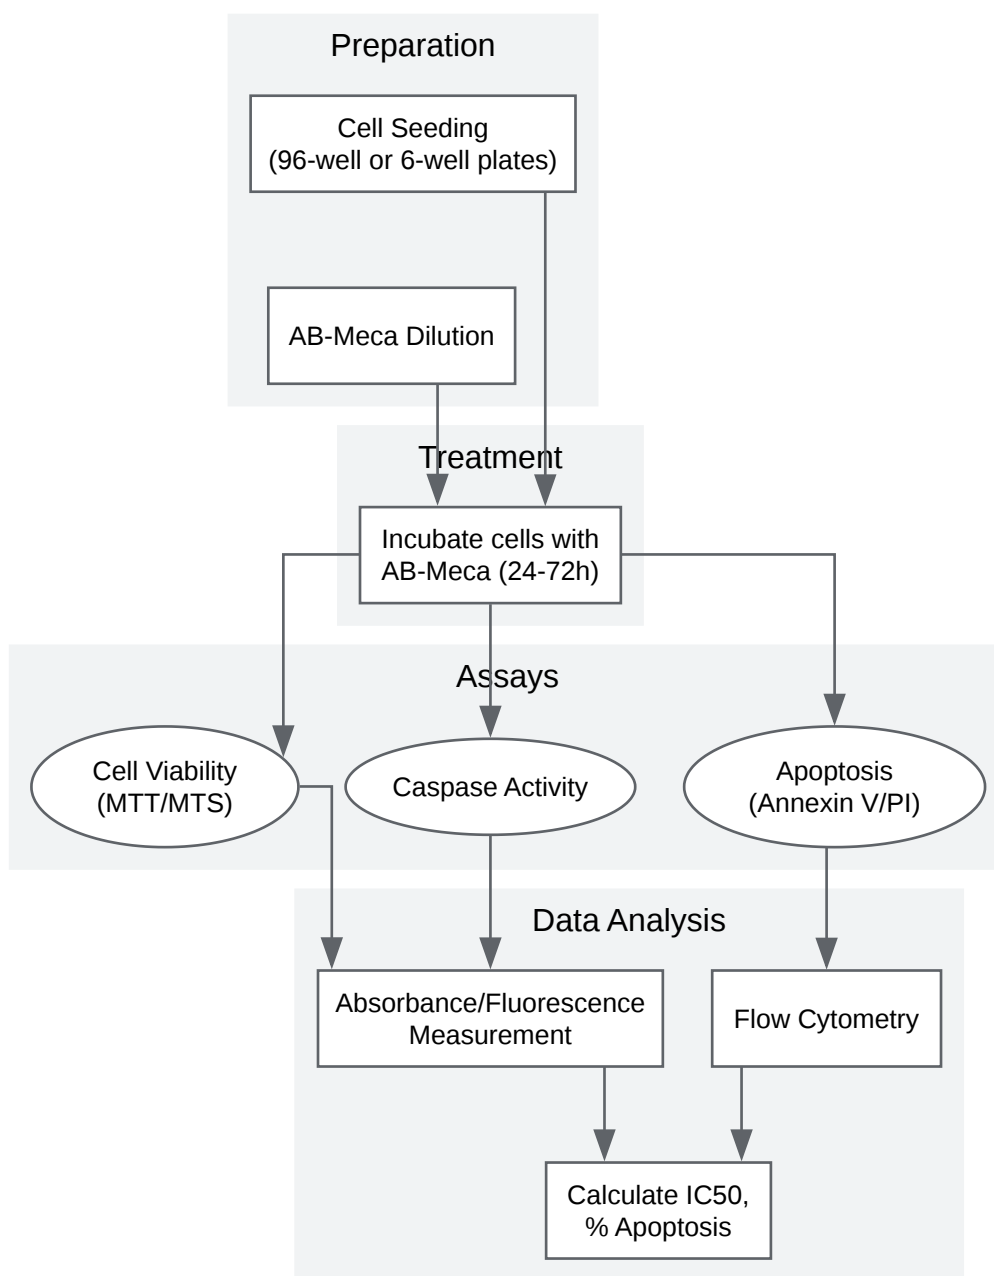 Preparation
Cell Seeding
(96-well or 6-well plates)
AB-Meca Dilution
Treatment
Incubate cells with
AB-Meca (24-72h)
Assays
Cell Viability
(MTT/MTS)
Caspase Activity
Apoptosis
(Annexin V/PI)
Data Analysis
Absorbance/Fluorescence
Measurement
Flow Cytometry
Calculate IC50,
% Apoptosis